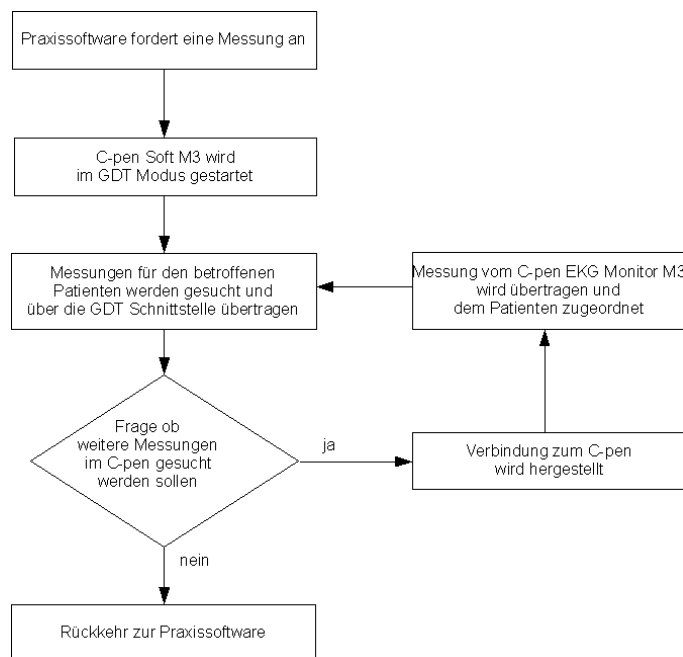 Praxissoftware fordert eine Messung an
C-pen Soft M3 wird
im GDT Modus gestartet
Messungen für den betroffenen
Patienten werden gesucht und
über die GDT Schnittstelle übertragen
Messung vom C-pen EKG Monitor M3
wird übertragen und
dem Patienten zugeordnet
Frage ob
weitere Messungen
im C-pen gesucht
werden sollen
ja
Verbindung zum C-pen
wird hergestellt
nein
Rückkehr zur Praxissoftware